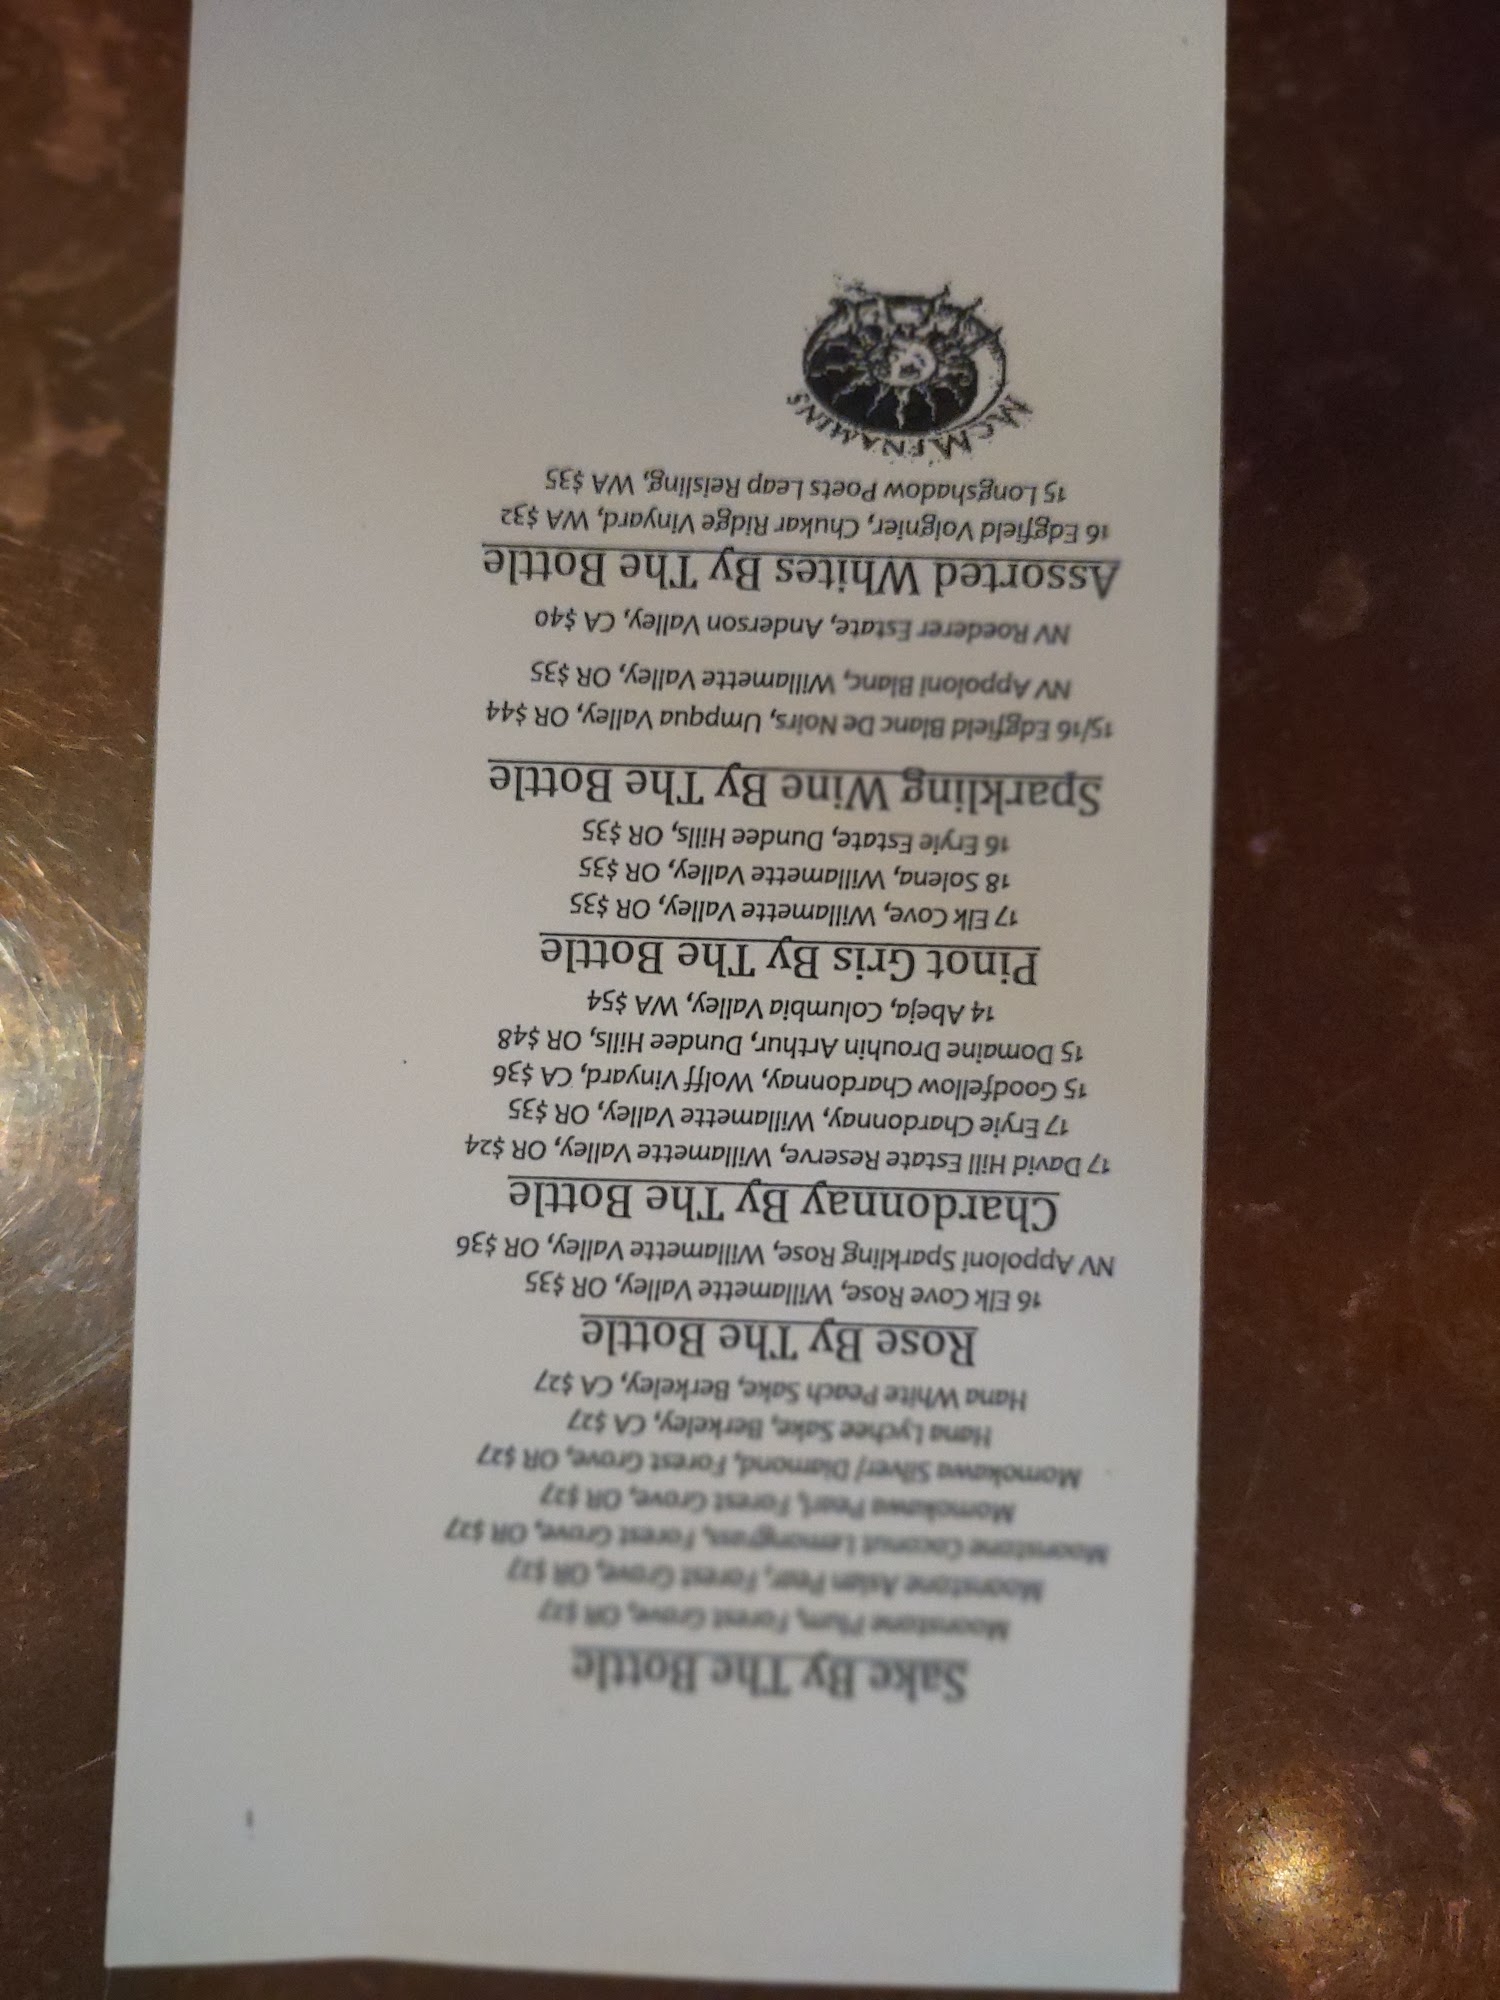 Sake By The Bottle
Moonstone Plum, Forest Grove, OR $27
Moonstone Asian Pear, Forest Grove, OR $27
Moonstone Coconut Lemongrass, Forest Grove, OR $27
Momokawa Pearl, Forest Grove, OR $27
Momokawa Silver/ Diamond, Forest Grove, OR $27
Hana Lychee Sake, Berkeley, CA $27
Hana White Peach Sake, Berkeley, CA $27
Rose By The Bottle
16 Elk Cove Rose, Willamette Valley, OR $35
NV Appoloni Sparkling Rose, Willamette Valley, OR $36
Chardonnay By The Bottle
17 David Hill Estate Reserve, Willamette Valley, OR $24
17 Eryie Chardonnay, Willamette Valley, OR $35
15 Goodfellow Chardonnay, Wolff Vinyard, CA $36
15 Domaine Drouhin Arthur, Dundee Hills, OR $48
14 Abeja, Columbia Valley, WA $54
Pinot Gris By The Bottle
17 Elk Cove, Willamette Valley, OR $35
18 Solena, Willamette Valley, OR $35
16 Eryie Estate, Dundee Hills, OR $35
Sparkling Wine By The Bottle
15/16 Edgfield Blanc De Noirs, Umpqua Valley, OR $44
NV Appoloni Blanc, Willamette Valley, OR $35
NV Roederer Estate, Anderson Valley, CA $40
Assorted Whites By The Bottle
16 Edgfield Voignier, Chukar Ridge Vinyard, WA $32
15 Longshadow Poets Leap Reisling, WA $35
MCMENAMINS